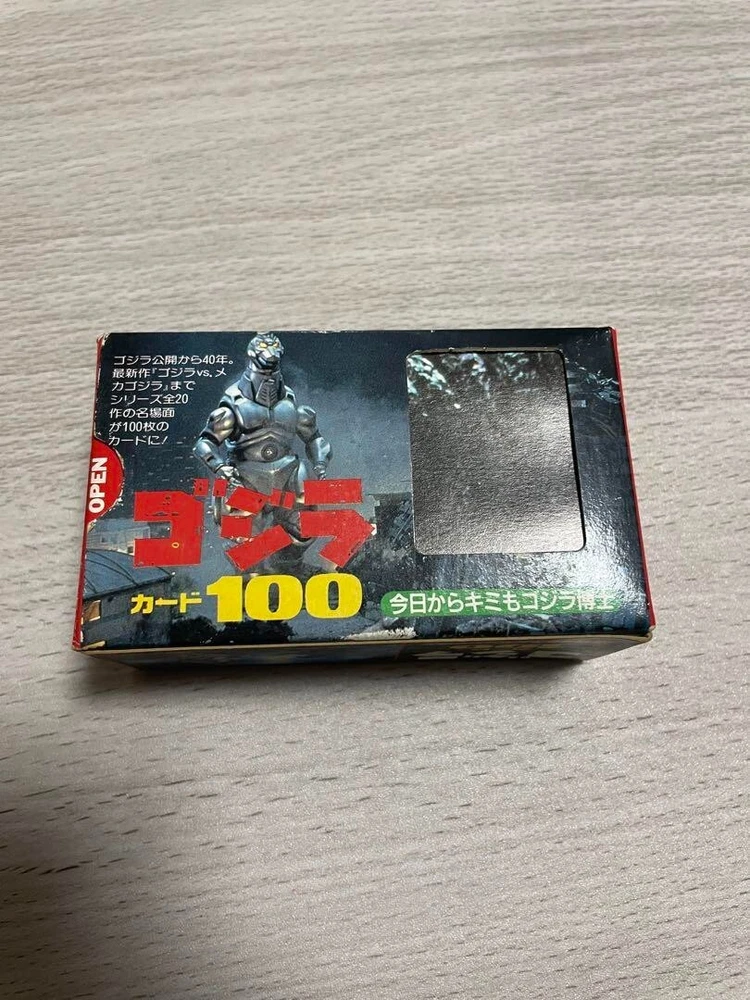 ゴジラ公開から40年。
最新作『ゴジラvs.メ
カゴジラ』まで
シリーズ全20
作の名場面
が100枚の
カードに!
OPEN
ゴジラ
カード100
今日からキミもゴジラ博士